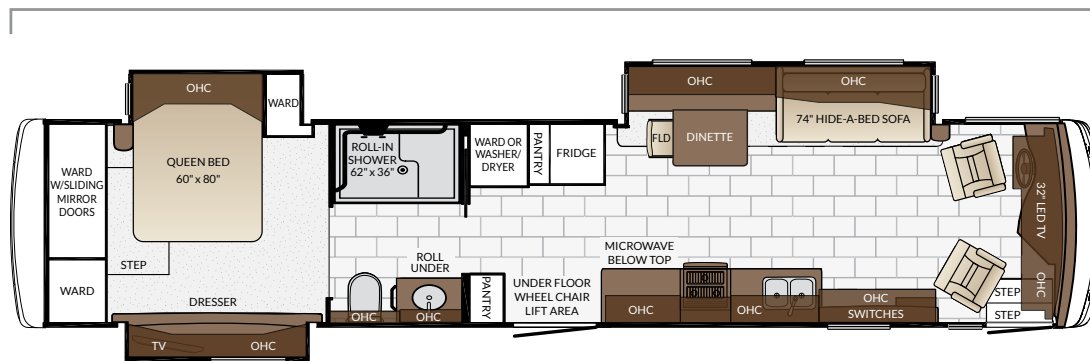 OHC
WARD
QUEEN BED
60" x 80"
WARD
W/SLIDING
MIRROR
DOORS
STEP
WARD
DRESSER
TV
OHC
ROLL-IN
SHOWER
62" x 36"
ROLL
UNDER
OHC
OHC
WARD OR
WASHER/
DRYER
PANTRY
FRIDGE
PANTRY
UNDER FLOOR
WHEEL CHAIR
LIFT AREA
OHC
OHC
FLD
DINETTE
74" HIDE-A-BED SOFA
MICROWAVE
BELOW TOP
OHC
OHC
OHC
SWITCHES
32" LED TV
OHC
STEP
STEP